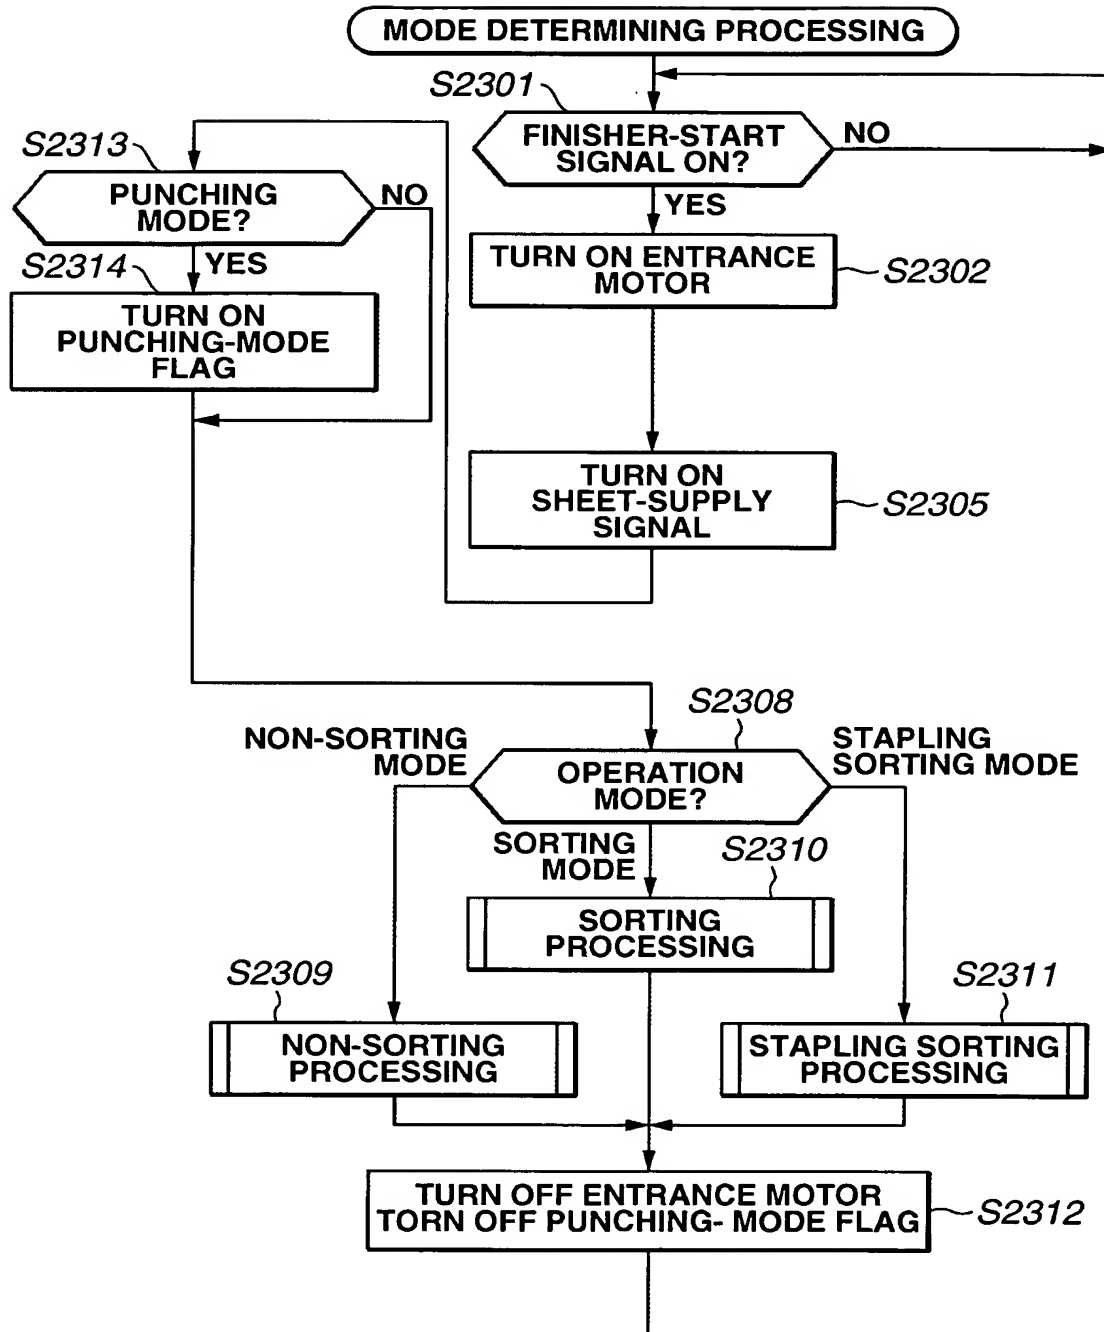 MODE DETERMINING PROCESSING
S2301
FINISHER-START
SIGNAL ON?
NO
YES
TURN ON ENTRANCE
MOTOR
S2302
TURN ON
SHEET-SUPPLY
SIGNAL
S2305
S2313
PUNCHING
MODE?
NO
YES
S2314
TURN ON
PUNCHING-MODE
FLAG
S2308
OPERATION
MODE?
NON-SORTING
MODE
SORTING
MODE
STAPLING
SORTING MODE
S2310
SORTING
PROCESSING
S2309
NON-SORTING
PROCESSING
S2311
STAPLING SORTING
PROCESSING
TURN OFF ENTRANCE MOTOR
TORN OFF PUNCHING- MODE FLAG
S2312